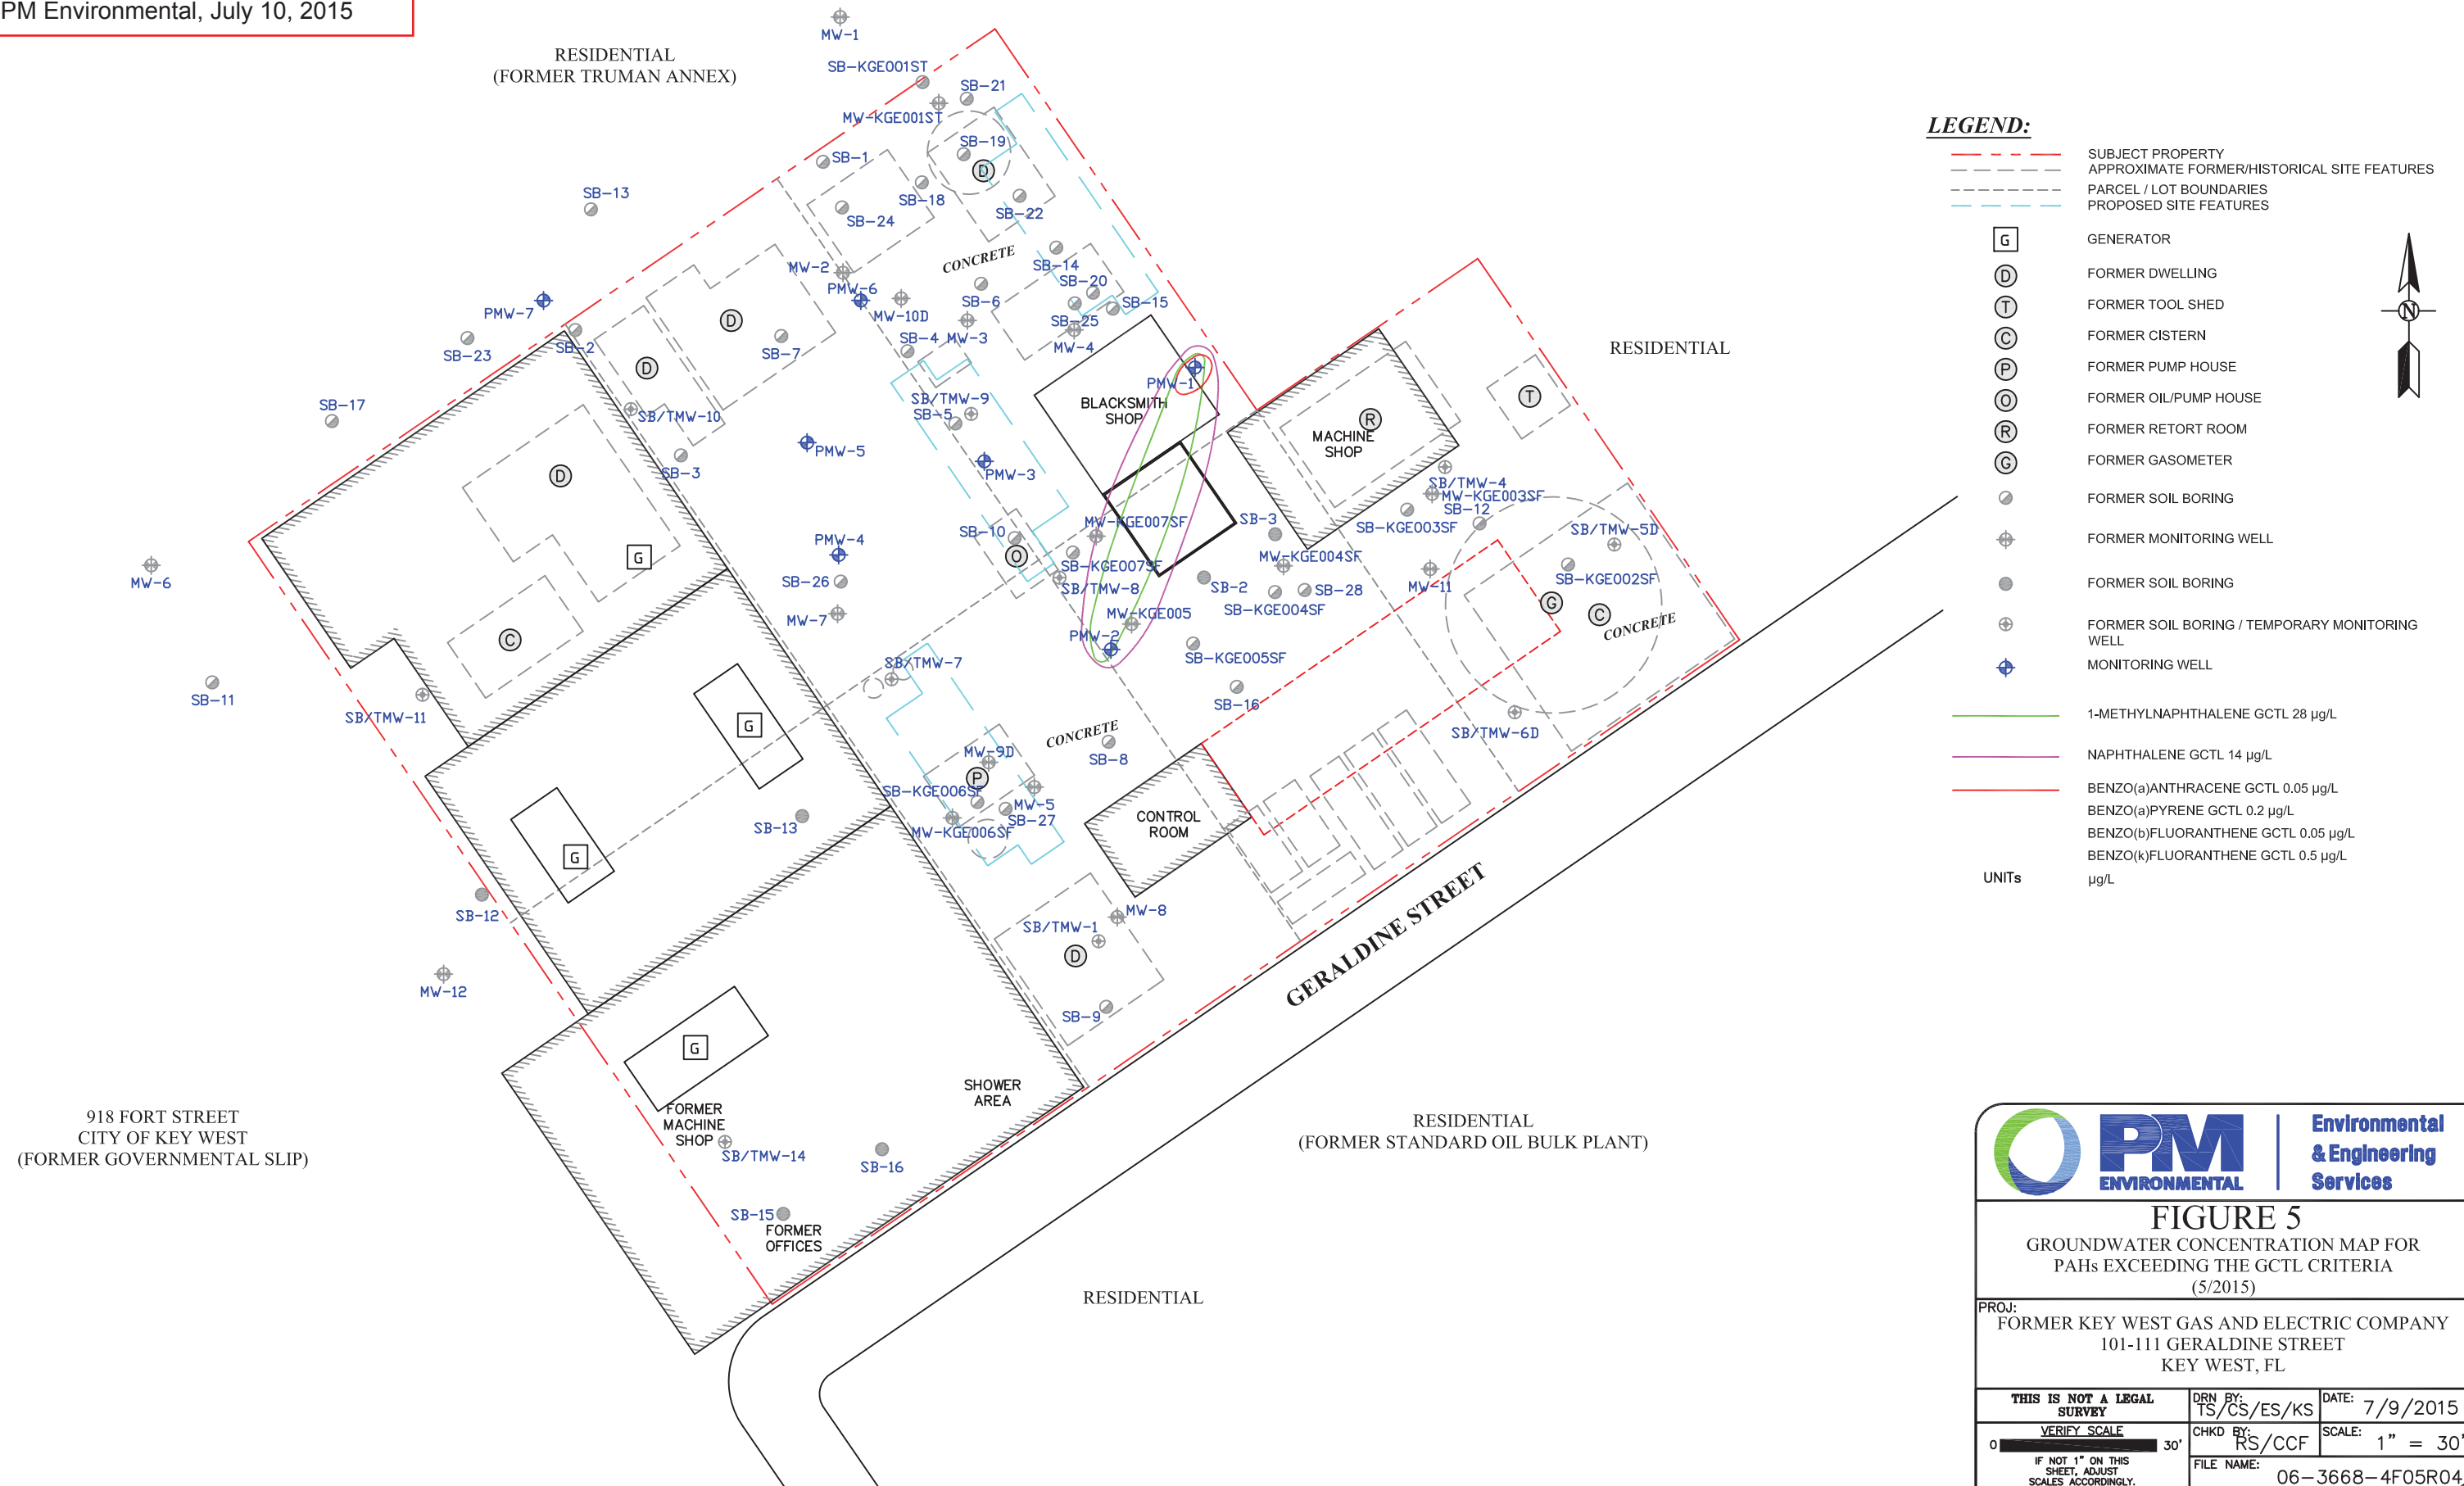 PM Environmental, July 10, 2015
RESIDENTIAL
(FORMER TRUMAN ANNEX)
MW-1
SB-KGE001ST
SB-21
MW-KGE001ST
SB-19
D
SB-1
SB-18
SB-24
SB-22
SB-13
CONCRETE
SB-14
MW-2
SB-20
PMW-6
SB-6
SB-15
MW-10D
SB-25
PMW-7
D
SB-4
MW-3
MW-4
SB-7
SB-23
SB-2
D
PMW-1
RESIDENTIAL
SB/TMW-9
BLACKSMITH
SHOP
T
SB-17
SB/TMW-10
SB-5
R
MACHINE
SHOP
PMW-5
SB-3
PMW-3
D
SB/TMW-4
MW-KGE003SF
SB-12
SB-KGE003SF
SB/TMW-5D
MW-KGE007SF
SB-3
SB-10
PMW-4
G
O
MW-KGE004SF
SB-KGE007SF
SB-KGE002SF
MW-6
SB-26
SB/TMW-8
SB-2
SB-28
MW-11
SB-KGE004SF
G
C
MW-7
MW-KGE005
CONCRETE
C
PMW-2
SB-KGE005SF
SB/TMW-7
SB-11
SB-16
SB/TMW-11
G
CONCRETE
SB/TMW-6D
MW-9D
SB-8
P
SB-KGE006SF
MW-5
SB-27
CONTROL
ROOM
SB-13
MW-KGE006SF
G
GERALDINE STREET
SB-12
MW-8
SB/TMW-1
D
MW-12
SB-9
G
SHOWER
AREA
FORMER
MACHINE
SHOP
918 FORT STREET
CITY OF KEY WEST
(FORMER GOVERNMENTAL SLIP)
SB/TMW-14
SB-16
RESIDENTIAL
(FORMER STANDARD OIL BULK PLANT)
SB-15
FORMER
OFFICES
RESIDENTIAL
LEGEND:
SUBJECT PROPERTY
APPROXIMATE FORMER/HISTORICAL SITE FEATURES
PARCEL / LOT BOUNDARIES
PROPOSED SITE FEATURES
G GENERATOR
D FORMER DWELLING
T FORMER TOOL SHED
C FORMER CISTERN
P FORMER PUMP HOUSE
O FORMER OIL/PUMP HOUSE
R FORMER RETORT ROOM
G FORMER GASOMETER
FORMER SOIL BORING
FORMER MONITORING WELL
FORMER SOIL BORING
FORMER SOIL BORING / TEMPORARY MONITORING
WELL
MONITORING WELL
1-METHYLNAPHTHALENE GCTL 28 µg/L
NAPHTHALENE GCTL 14 µg/L
BENZO(a)ANTHRACENE GCTL 0.05 µg/L
BENZO(a)PYRENE GCTL 0.2 µg/L
BENZO(b)FLUORANTHENE GCTL 0.05 µg/L
BENZO(k)FLUORANTHENE GCTL 0.5 µg/L
UNITs µg/L
N
PM
ENVIRONMENTAL
Environmental
& Engineering
Services
FIGURE 5
GROUNDWATER CONCENTRATION MAP FOR
PAHs EXCEEDING THE GCTL CRITERIA
(5/2015)
PROJ:
FORMER KEY WEST GAS AND ELECTRIC COMPANY
101-111 GERALDINE STREET
KEY WEST, FL
THIS IS NOT A LEGAL
SURVEY
DRN BY:
TS/CS/ES/KS
DATE: 7/9/2015
VERIFY SCALE
0 30'
IF NOT 1" ON THIS
SHEET, ADJUST
SCALES ACCORDINGLY.
CHKD BY:
RS/CCF
SCALE: 1" = 30'
FILE NAME:
06-3668-4F05R04